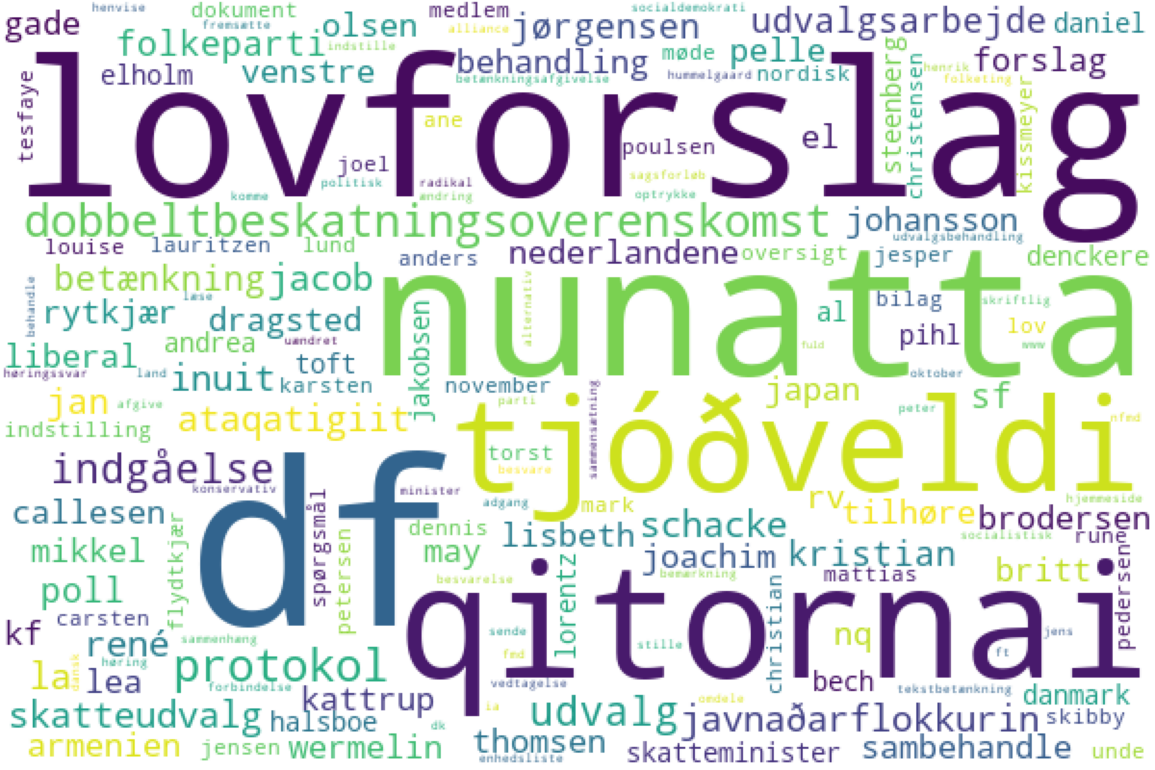 henvise dokument medlem socialdemokrati
gade fremsætte olsen jørgensen udvalgsarbejde daniel
folkeparti indstille alliance behandling møde pelle steenberg forslag
tesfaye elholm venstre betænkningsafgivelse hummelgaard nordisk christensen henrik folketing kissmeyer
lovforslag
ane poulsen el
joel
politisk radikal sagsforløb
komme ændring optrykke
dobbeltbeskatningsoverenskomst johansson
udvalgsbehandling
louise lauritzen lund anders nederlandene oversigt jesper denckere
behandle betænkning jacob nunatta alternativ
læse bilag skriftlig
rytkjær dragsted jakobsen al pihl lov
uændret andrea www
liberal toft fuld
høringssvar land inuit karsten november oktober
jan afgive ataqatigiit parti sammensætning japan sf
peter nfmd
indstilling tjóðveldi
torst
indgåelse df besvare
konservativ minister hjemmeside
callesen spørgsmål adgang mark rv tilhøre brodersen
flydtkjær petersen dennis lisbeth schacke socialistisk rune
mikkel may lorentz joachim kristian pedersen
poll besvarelse bemærkning mattias britt
carsten qitornai christian
kf rené sammenhæng sende stille nq jens
la dansk høring protokol fmd ft
lea forbindelse vedtagelse bech tekstbetænkning
kattrup omdele danmark
skatteudvalg halsboe ia udvalg javnaðarflokkurin skibby
dk
armenien jensen wermelin thomsen skatteminister sambehandle unde
enhedsliste